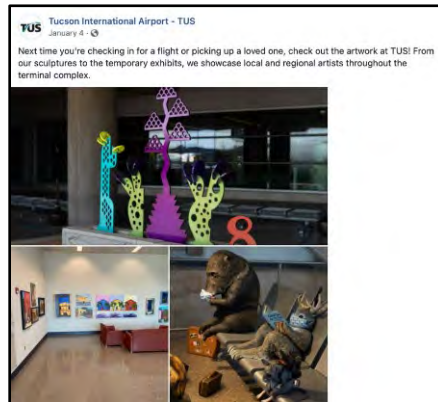 TUS
Tucson International Airport - TUS
January 4 ·
Next time you're checking in for a flight or picking up a loved one, check out the artwork at TUS! From
our sculptures to the temporary exhibits, we showcase local and regional artists throughout the
terminal complex.
8